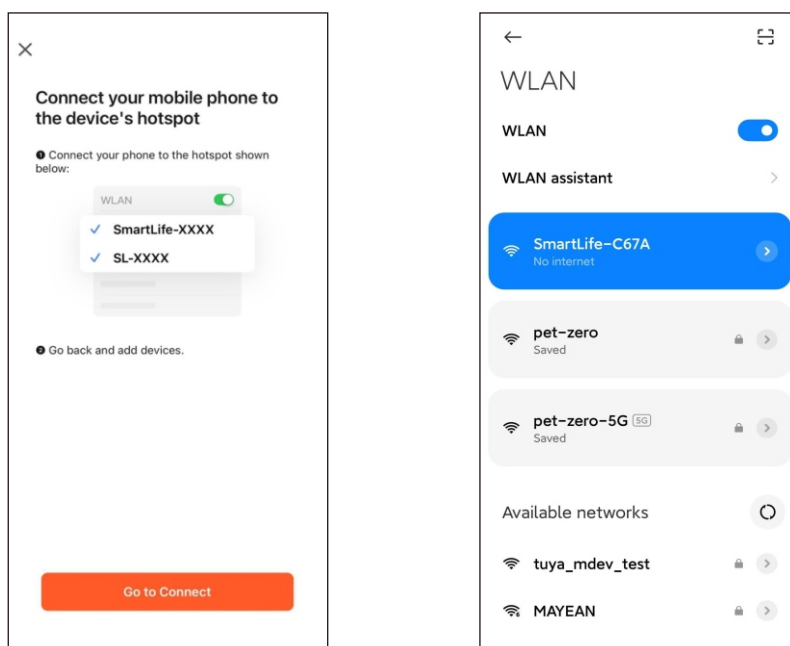 Connect your mobile phone to
the device's hotspot
❶ Connect your phone to the hotspot shown
below:
WLAN
SmartLife-XXXX
SL-XXXX
❷ Go back and add devices.
Go to Connect
WLAN
WLAN
WLAN assistant
SmartLife-C67A
No internet
pet-zero
Saved
pet-zero-5G 5G
Saved
Available networks
tuya_mdev_test
MAYEAN